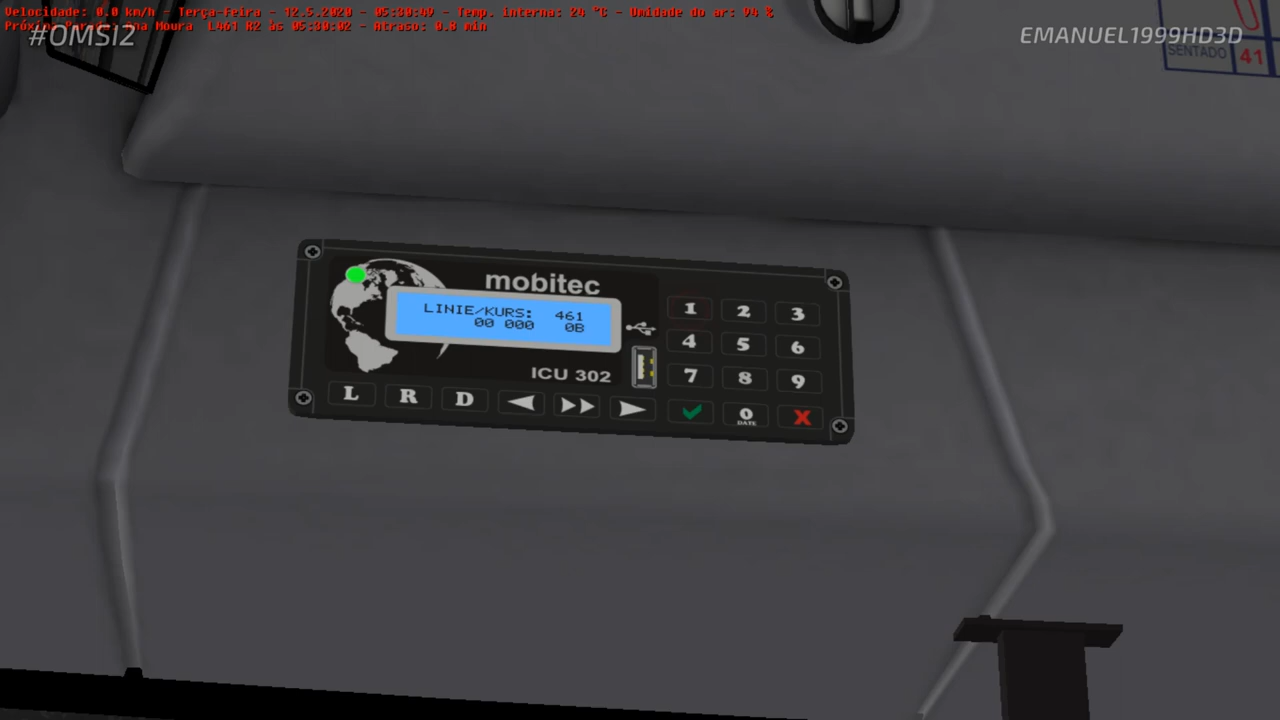 Velocidade: 0.0 km/h - Terça-feira - 12.5.2020 - 05:30:49 - Temp. interna: 24 °C - Umidade do ar: 94 %
Moura L461 R2 às 05:30:02 - Atraso: 0.8 min
#OMSI2
EMANUEL1999HD3D
SENTADO 41
mobitec
LINIE/KURS: 461
00 000 0B
ICU 302
1 2 3
4 5 6
7 8 9
0
DATE
L R D